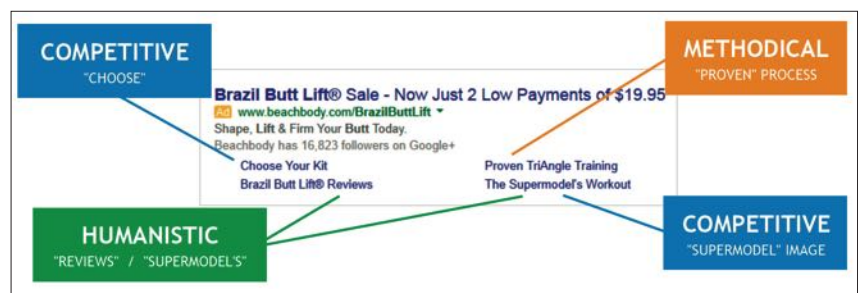 COMPETITIVE
"CHOOSE"
METHODICAL
"PROVEN" PROCESS
Brazil Butt Lift® Sale - Now Just 2 Low Payments of $19.95
Ad www.beachbody.com/BrazilButtLift
Shape, Lift & Firm Your Butt Today.
Beachbody has 16,823 followers on Google+
Choose Your Kit Proven TriAngle Training
Brazil Butt Lift® Reviews The Supermodel's Workout
HUMANISTIC
"REVIEWS" / "SUPERMODEL'S"
COMPETITIVE
"SUPERMODEL" IMAGE